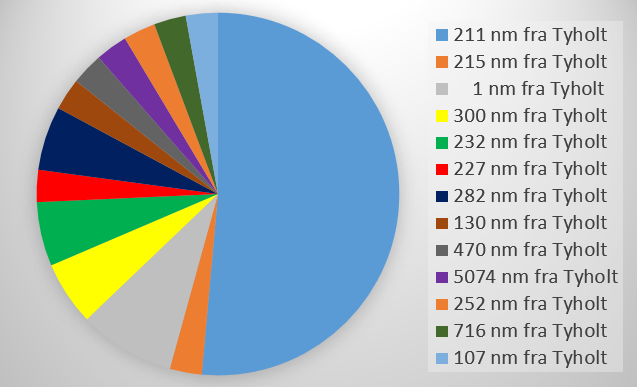 211 nm fra Tyholt
215 nm fra Tyholt
1 nm fra Tyholt
300 nm fra Tyholt
232 nm fra Tyholt
227 nm fra Tyholt
282 nm fra Tyholt
130 nm fra Tyholt
470 nm fra Tyholt
5074 nm fra Tyholt
252 nm fra Tyholt
716 nm fra Tyholt
107 nm fra Tyholt